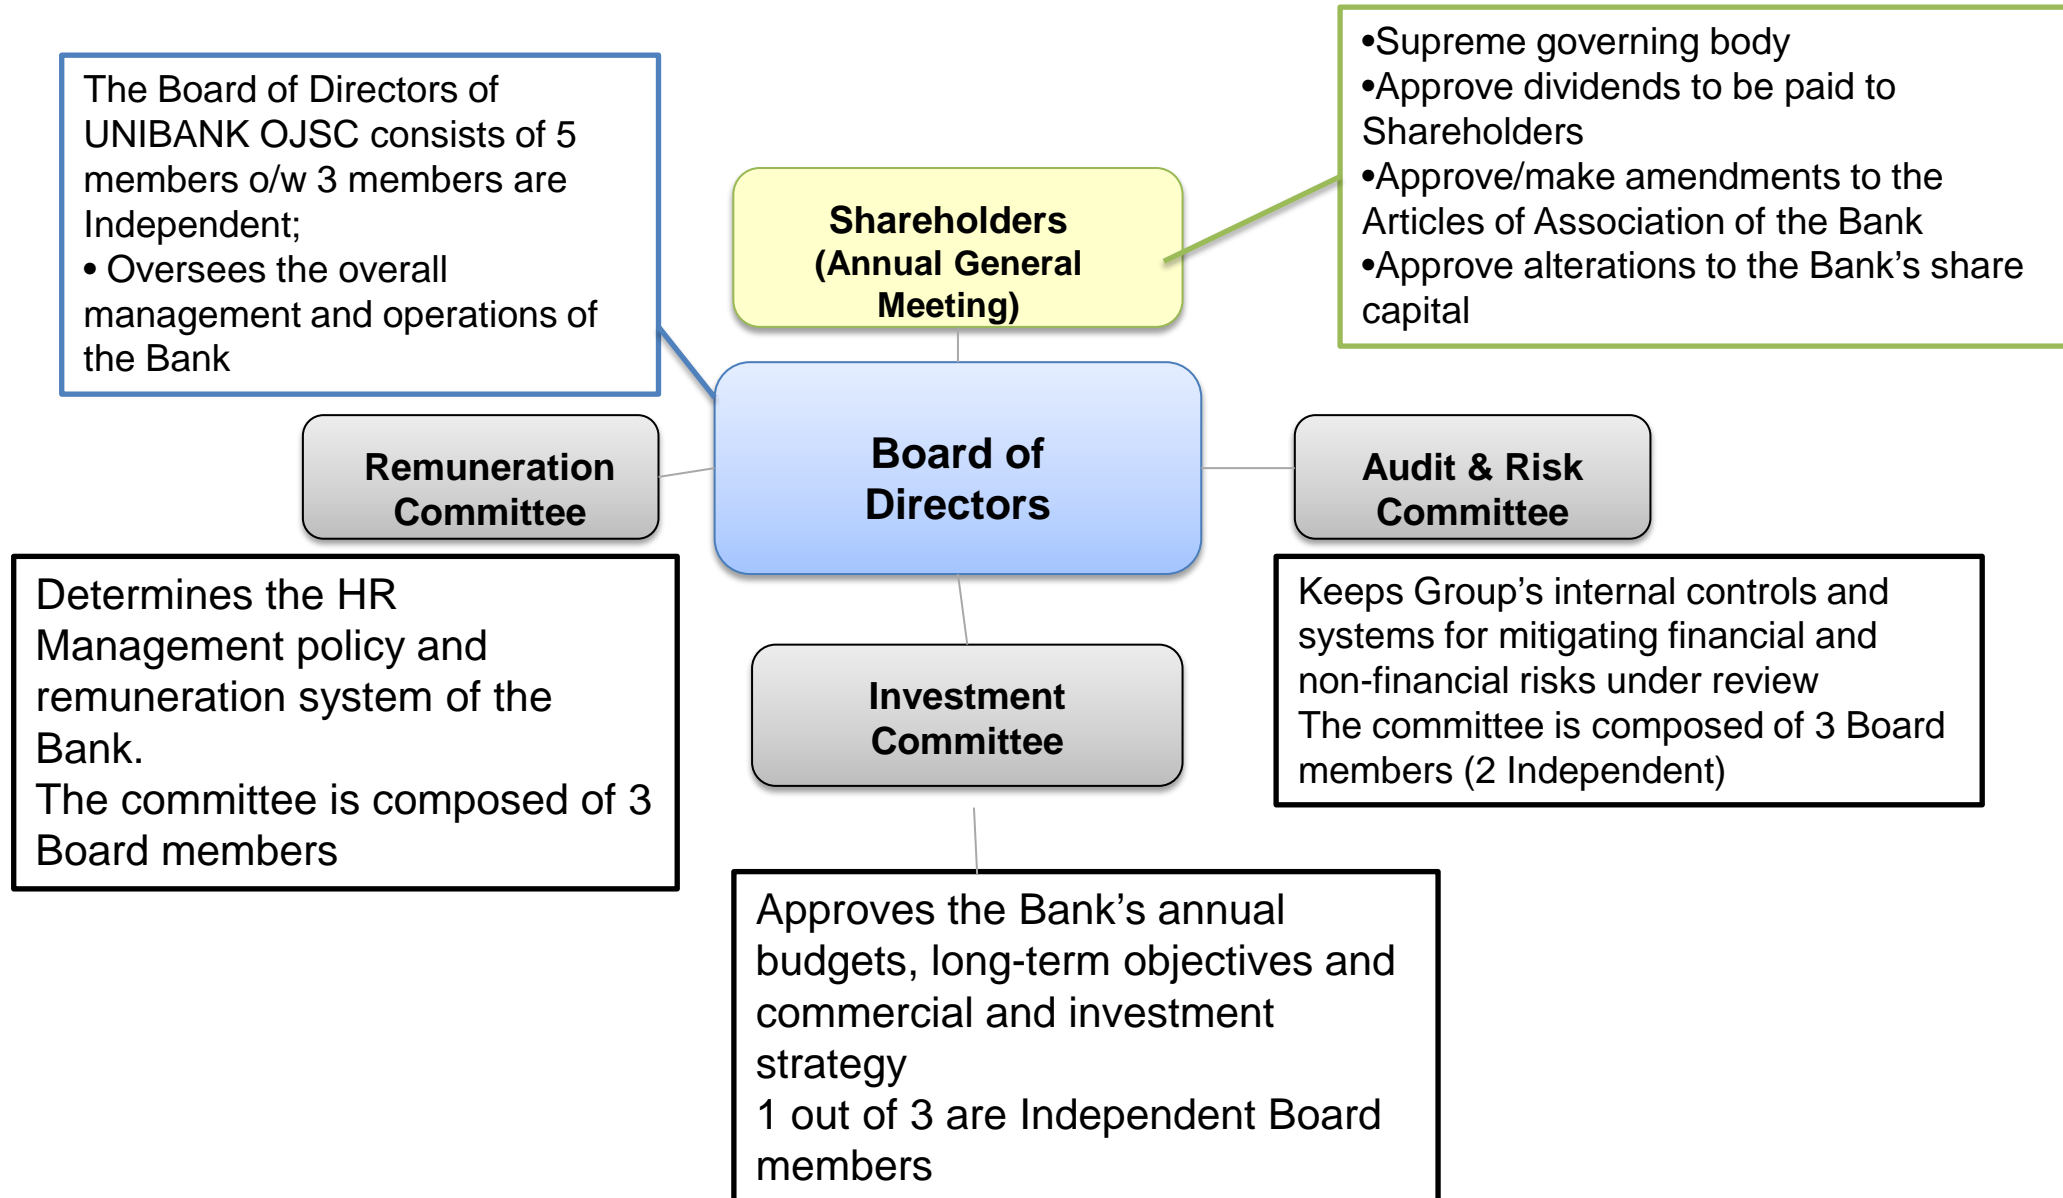 The Board of Directors of
UNIBANK OJSC consists of 5
members o/w 3 members are
Independent;
• Oversees the overall
management and operations of
the Bank
Shareholders
(Annual General
Meeting)
•Supreme governing body
•Approve dividends to be paid to
Shareholders
•Approve/make amendments to the
Articles of Association of the Bank
•Approve alterations to the Bank’s share
capital
Remuneration
Committee
Board of
Directors
Audit & Risk
Committee
Determines the HR
Management policy and
remuneration system of the
Bank.
The committee is composed of 3
Board members
Investment
Committee
Keeps Group’s internal controls and
systems for mitigating financial and
non-financial risks under review
The committee is composed of 3 Board
members (2 Independent)
Approves the Bank’s annual
budgets, long-term objectives and
commercial and investment
strategy
1 out of 3 are Independent Board
members